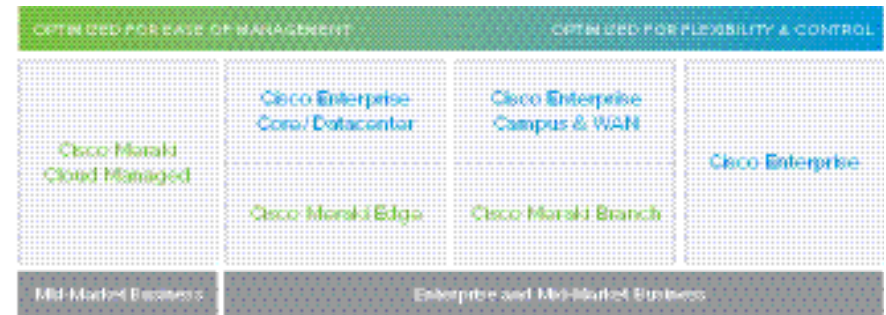 OPTIMIZED FOR EASE OF MANAGEMENT
OPTIMIZED FOR FLEXIBILITY & CONTROL
Cisco Meraki
Cloud Managed
Cisco Enterprise
Core/Datacenter
Cisco Meraki Edge
Cisco Enterprise
Campus & WAN
Cisco Meraki Branch
Cisco Enterprise
Mid-Market Business
Enterprise and Mid-Market Business